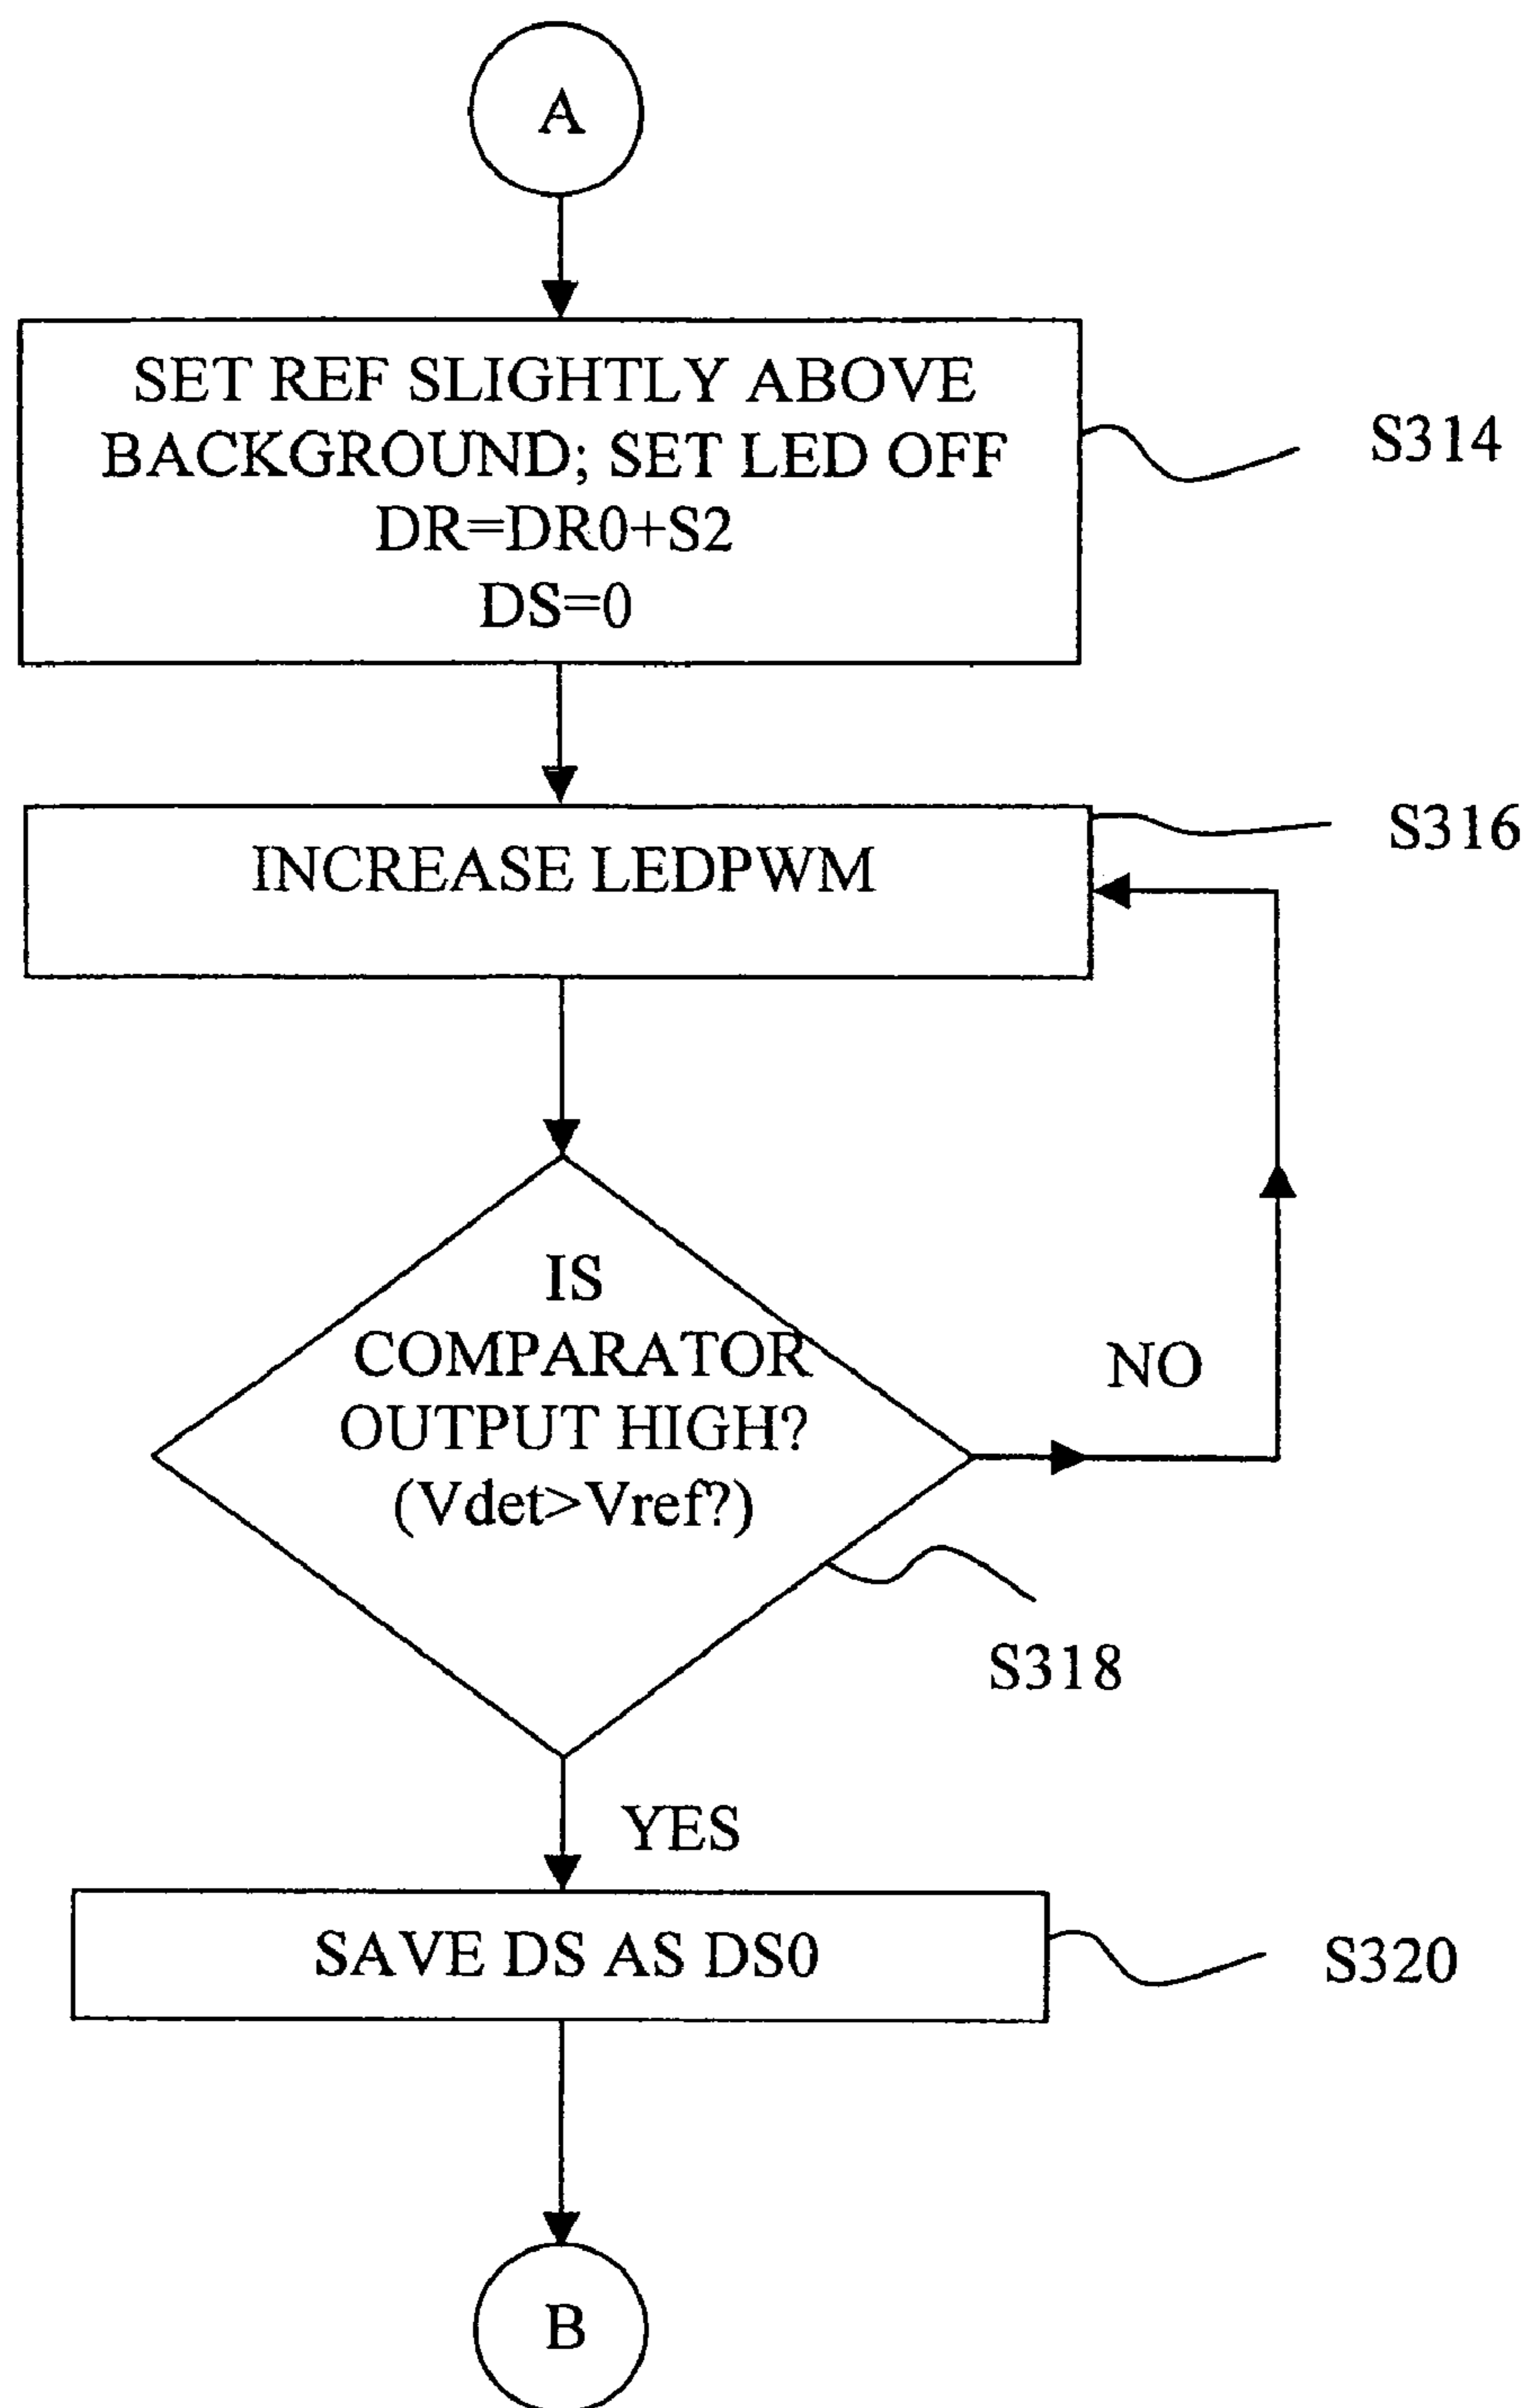 A
SET REF SLIGHTLY ABOVE
BACKGROUND; SET LED OFF
DR=DR0+S2
DS=0
S314
INCREASE LEDPWM
S316
IS
COMPARATOR
OUTPUT HIGH?
(Vdet>Vref?)
NO
S318
YES
SAVE DS AS DS0
S320
B